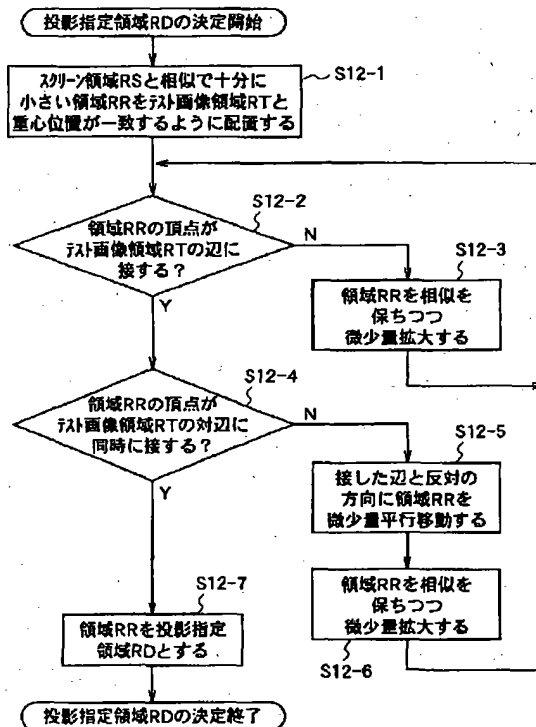 投影指定領域RDの決定開始
S12-1
スクリーン領域RSと相似で十分に
小さい領域RRをテスト画像領域RTと
重心位置が一致するように配置する
S12-2
領域RRの頂点が
テスト画像領域RTの辺に
接する？
N
Y
S12-3
領域RRを相似を
保ちつつ
微少量拡大する
S12-4
領域RRの頂点が
テスト画像領域RTの対辺に
同時に接する？
N
Y
S12-5
接した辺と反対の
方向に領域RRを
微少量平行移動する
領域RRを相似を
保ちつつ
微少量拡大する
S12-6
S12-7
領域RRを投影指定
領域RDとする
投影指定領域RDの決定終了